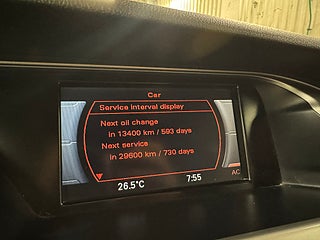 Car
Service interval display
Next oil change
in 13400 km / 593 days
Next service
in 29600 km / 730 days
AC
26.5°C 7:55